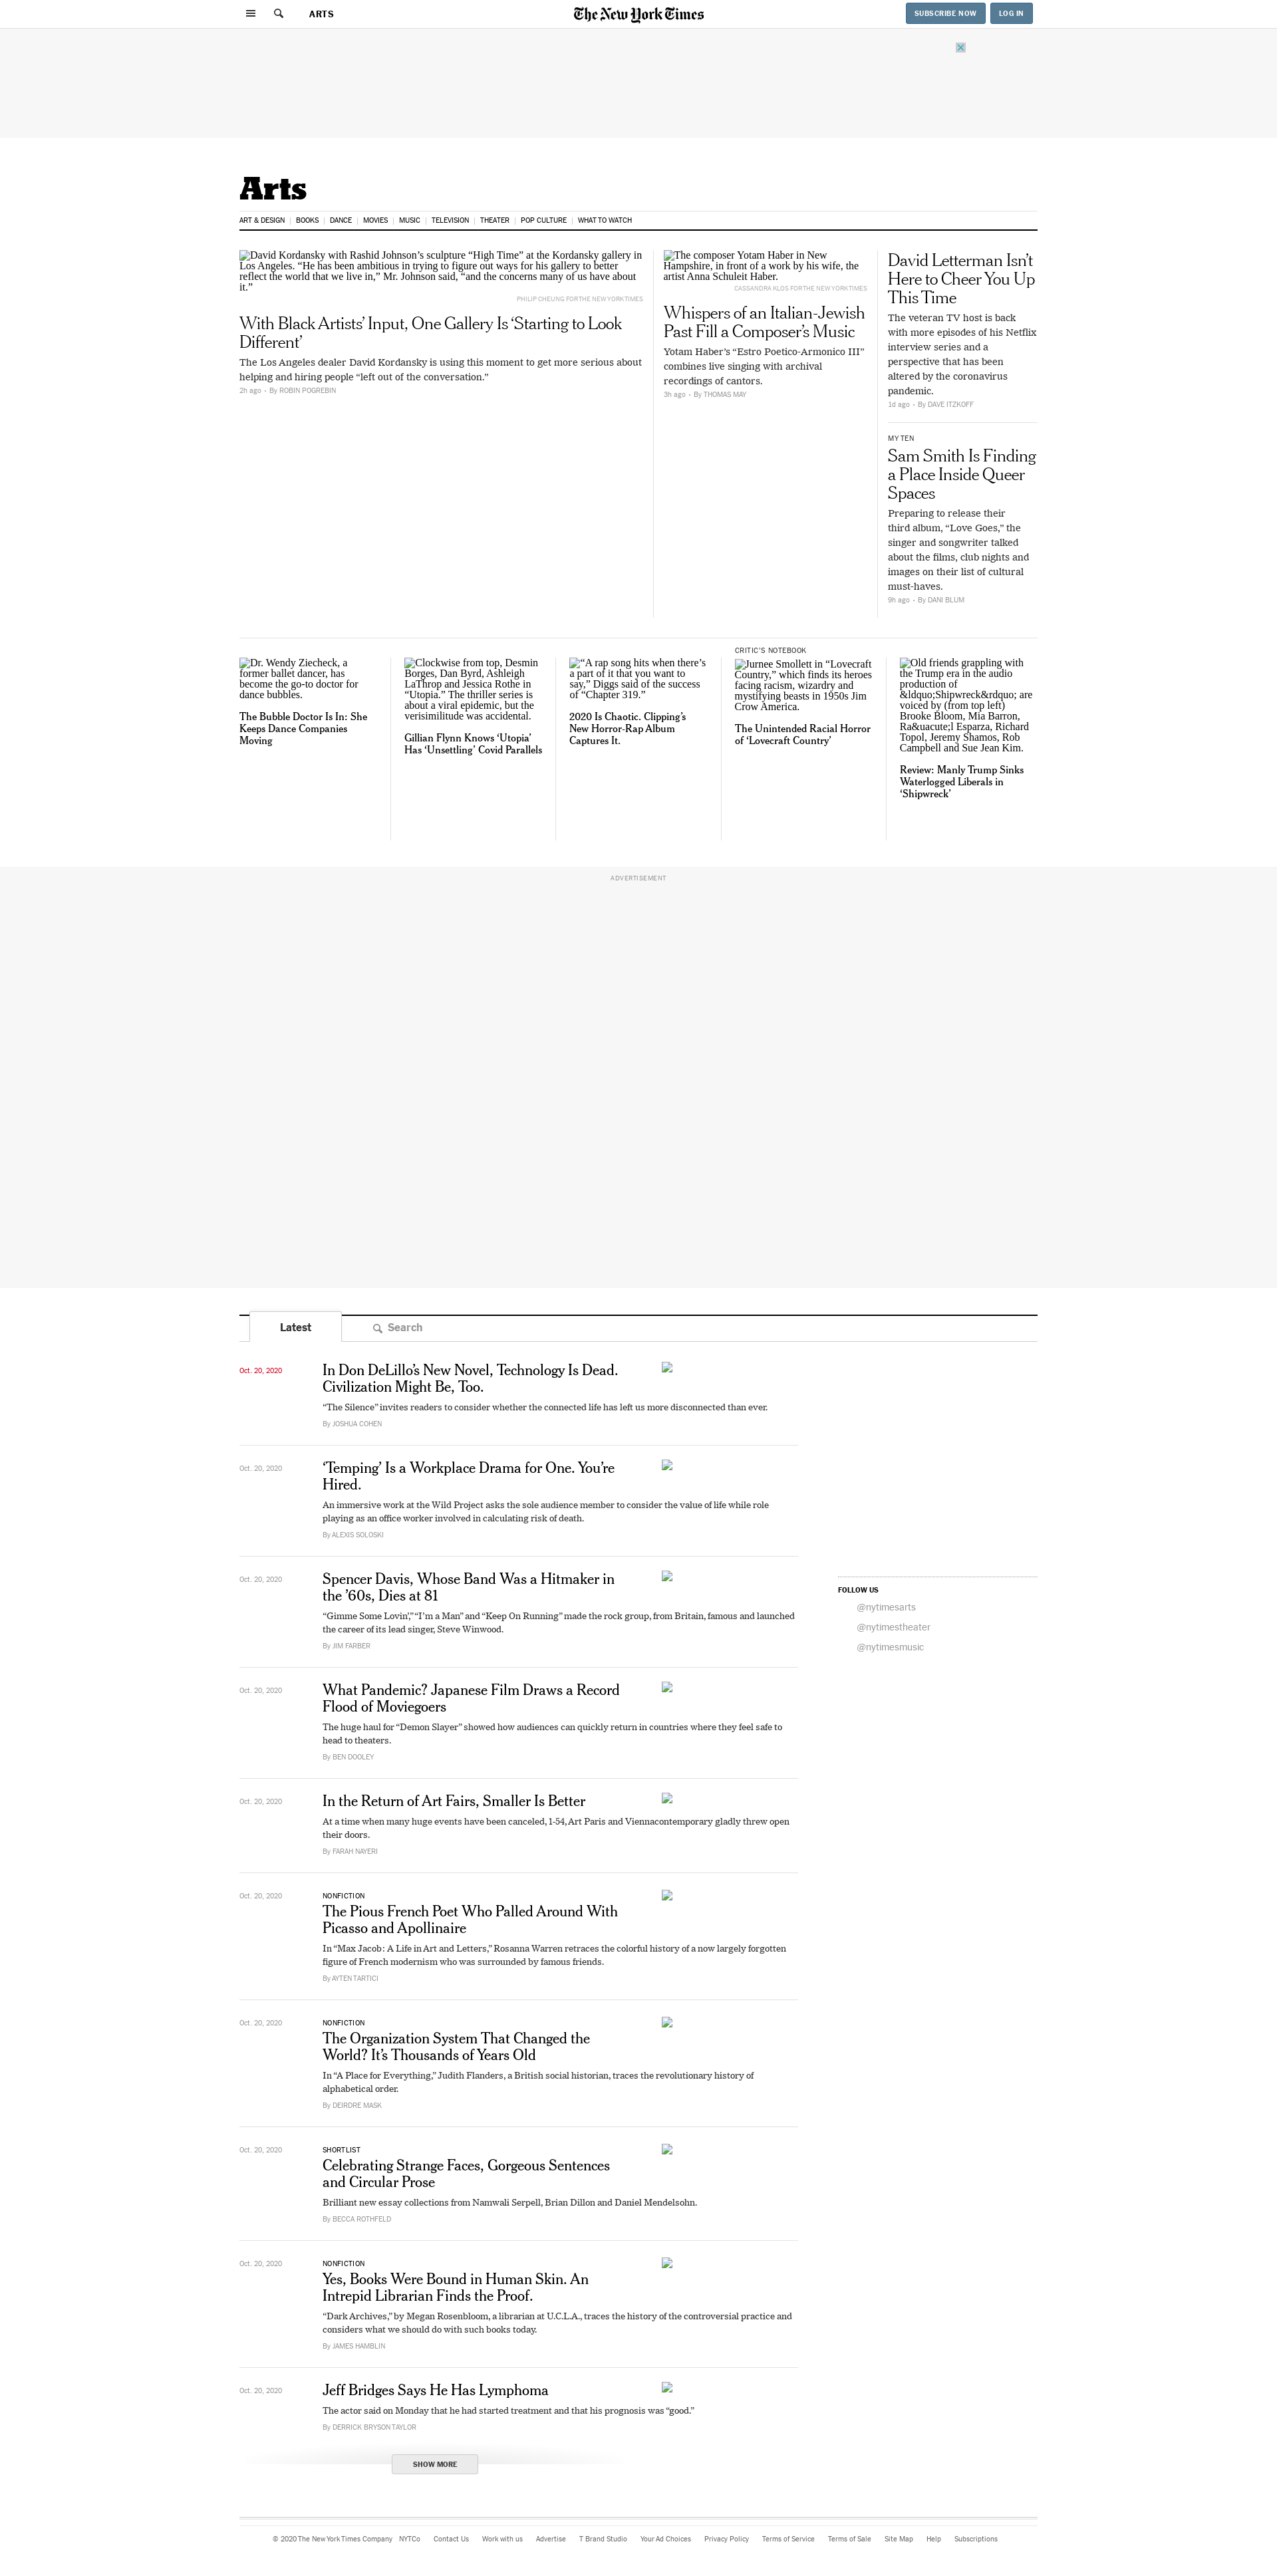 ARTS
The New York Times
SUBSCRIBE NOW
LOG IN
Arts
ART & DESIGN
BOOKS
DANCE
MOVIES
MUSIC
TELEVISION
THEATER
POP CULTURE
WHAT TO WATCH
David Kordansky with Rashid Johnson’s sculpture “High Time” at the Kordansky gallery in
Los Angeles. “He has been ambitious in trying to figure out ways for his gallery to better
reflect the world that we live in,” Mr. Johnson said, “and the concerns many of us have about
it.”
PHILIP CHEUNG FOR THE NEW YORK TIMES
With Black Artists’ Input, One Gallery Is ‘Starting to Look
Different’
The Los Angeles dealer David Kordansky is using this moment to get more serious about
helping and hiring people “left out of the conversation.”
2h ago • By ROBIN POGREBIN
The composer Yotam Haber in New
Hampshire, in front of a work by his wife, the
artist Anna Schuleit Haber.
CASSANDRA KLOS FOR THE NEW YORK TIMES
Whispers of an Italian-Jewish
Past Fill a Composer’s Music
Yotam Haber’s “Estro Poetico-Armonico III”
combines live singing with archival
recordings of cantors.
3h ago • By THOMAS MAY
David Letterman Isn’t
Here to Cheer You Up
This Time
The veteran TV host is back
with more episodes of his Netflix
interview series and a
perspective that has been
altered by the coronavirus
pandemic.
1d ago • By DAVE ITZKOFF
MY TEN
Sam Smith Is Finding
a Place Inside Queer
Spaces
Preparing to release their
third album, “Love Goes,” the
singer and songwriter talked
about the films, club nights and
images on their list of cultural
must-haves.
9h ago • By DANI BLUM
Dr. Wendy Ziecheck, a
former ballet dancer, has
become the go-to doctor for
dance bubbles.
The Bubble Doctor Is In: She
Keeps Dance Companies
Moving
Clockwise from top, Desmin
Borges, Dan Byrd, Ashleigh
LaThrop and Jessica Rothe in
“Utopia.” The thriller series is
about a viral epidemic, but the
verisimilitude was accidental.
Gillian Flynn Knows ‘Utopia’
Has ‘Unsettling’ Covid Parallels
“A rap song hits when there’s
a part of it that you want to
say,” Diggs said of the success
of “Chapter 319.”
2020 Is Chaotic. Clipping’s
New Horror-Rap Album
Captures It.
CRITIC’S NOTEBOOK
Jurnee Smollett in “Lovecraft
Country,” which finds its heroes
facing racism, wizardry and
mystifying beasts in 1950s Jim
Crow America.
The Unintended Racial Horror
of ‘Lovecraft Country’
Old friends grappling with
the Trump era in the audio
production of
&ldquo;Shipwreck&rdquo; are
voiced by (from top left)
Brooke Bloom, Mia Barron,
Ra&uacute;l Esparza, Richard
Topol, Jeremy Shamos, Rob
Campbell and Sue Jean Kim.
Review: Manly Trump Sinks
Waterlogged Liberals in
‘Shipwreck’
ADVERTISEMENT
Latest
Search
Oct. 20, 2020
In Don DeLillo’s New Novel, Technology Is Dead.
Civilization Might Be, Too.
“The Silence” invites readers to consider whether the connected life has left us more disconnected than ever.
By JOSHUA COHEN
Oct. 20, 2020
‘Temping’ Is a Workplace Drama for One. You’re
Hired.
An immersive work at the Wild Project asks the sole audience member to consider the value of life while role
playing as an office worker involved in calculating risk of death.
By ALEXIS SOLOSKI
Oct. 20, 2020
Spencer Davis, Whose Band Was a Hitmaker in
the ’60s, Dies at 81
“Gimme Some Lovin’,” “I’m a Man” and “Keep On Running” made the rock group, from Britain, famous and launched
the career of its lead singer, Steve Winwood.
By JIM FARBER
FOLLOW US
@nytimesarts
@nytimestheater
@nytimesmusic
Oct. 20, 2020
What Pandemic? Japanese Film Draws a Record
Flood of Moviegoers
The huge haul for “Demon Slayer” showed how audiences can quickly return in countries where they feel safe to
head to theaters.
By BEN DOOLEY
Oct. 20, 2020
In the Return of Art Fairs, Smaller Is Better
At a time when many huge events have been canceled, 1-54, Art Paris and Viennacontemporary gladly threw open
their doors.
By FARAH NAYERI
Oct. 20, 2020
NONFICTION
The Pious French Poet Who Palled Around With
Picasso and Apollinaire
In “Max Jacob: A Life in Art and Letters,” Rosanna Warren retraces the colorful history of a now largely forgotten
figure of French modernism who was surrounded by famous friends.
By AYTEN TARTICI
Oct. 20, 2020
NONFICTION
The Organization System That Changed the
World? It’s Thousands of Years Old
In “A Place for Everything,” Judith Flanders, a British social historian, traces the revolutionary history of
alphabetical order.
By DEIRDRE MASK
Oct. 20, 2020
SHORTLIST
Celebrating Strange Faces, Gorgeous Sentences
and Circular Prose
Brilliant new essay collections from Namwali Serpell, Brian Dillon and Daniel Mendelsohn.
By BECCA ROTHFELD
Oct. 20, 2020
NONFICTION
Yes, Books Were Bound in Human Skin. An
Intrepid Librarian Finds the Proof.
“Dark Archives,” by Megan Rosenbloom, a librarian at U.C.L.A., traces the history of the controversial practice and
considers what we should do with such books today.
By JAMES HAMBLIN
Oct. 20, 2020
Jeff Bridges Says He Has Lymphoma
The actor said on Monday that he had started treatment and that his prognosis was “good.”
By DERRICK BRYSON TAYLOR
SHOW MORE
© 2020 The New York Times Company
NYTCo
Contact Us
Work with us
Advertise
T Brand Studio
Your Ad Choices
Privacy Policy
Terms of Service
Terms of Sale
Site Map
Help
Subscriptions